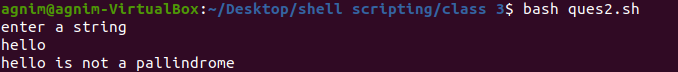 agnim@agnim-VirtualBox:~/Desktop/shell scripting/class 3$ bash ques2.sh
enter a string
hello
hello is not a pallindrome